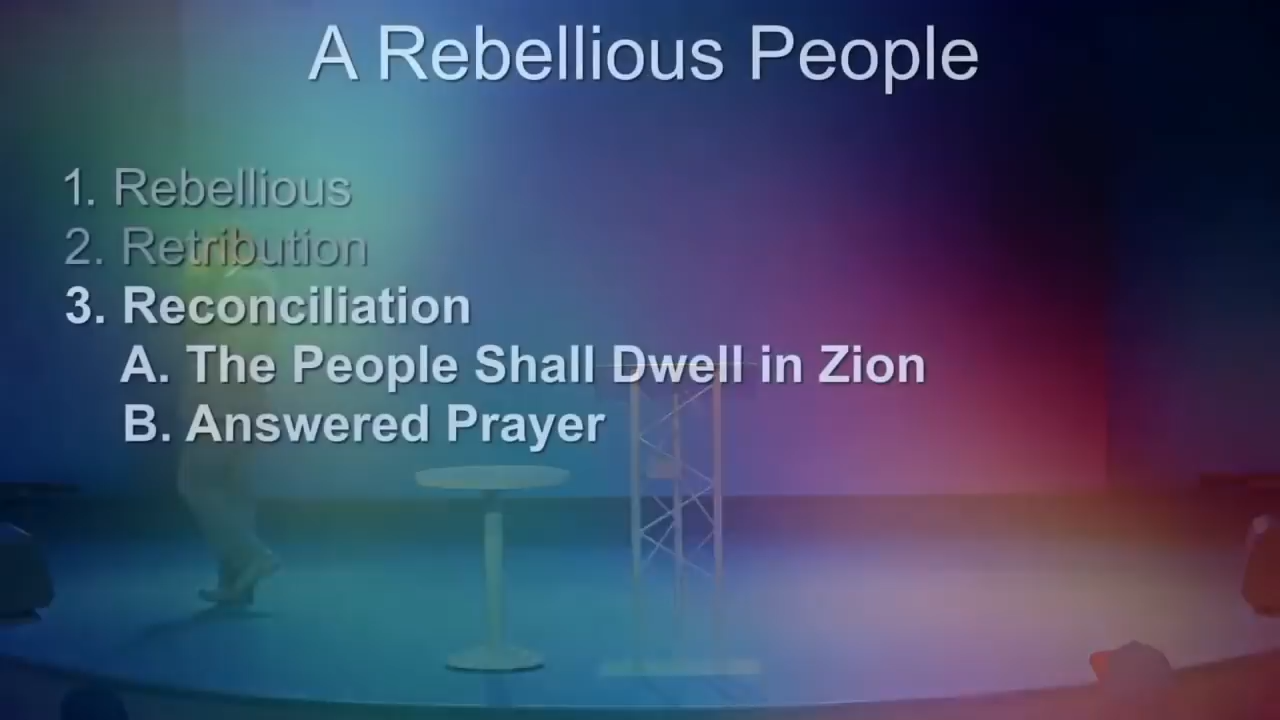 A Rebellious People
1. Rebellious
2. Retribution
3. Reconciliation
A. The People Shall Dwell in Zion
B. Answered Prayer